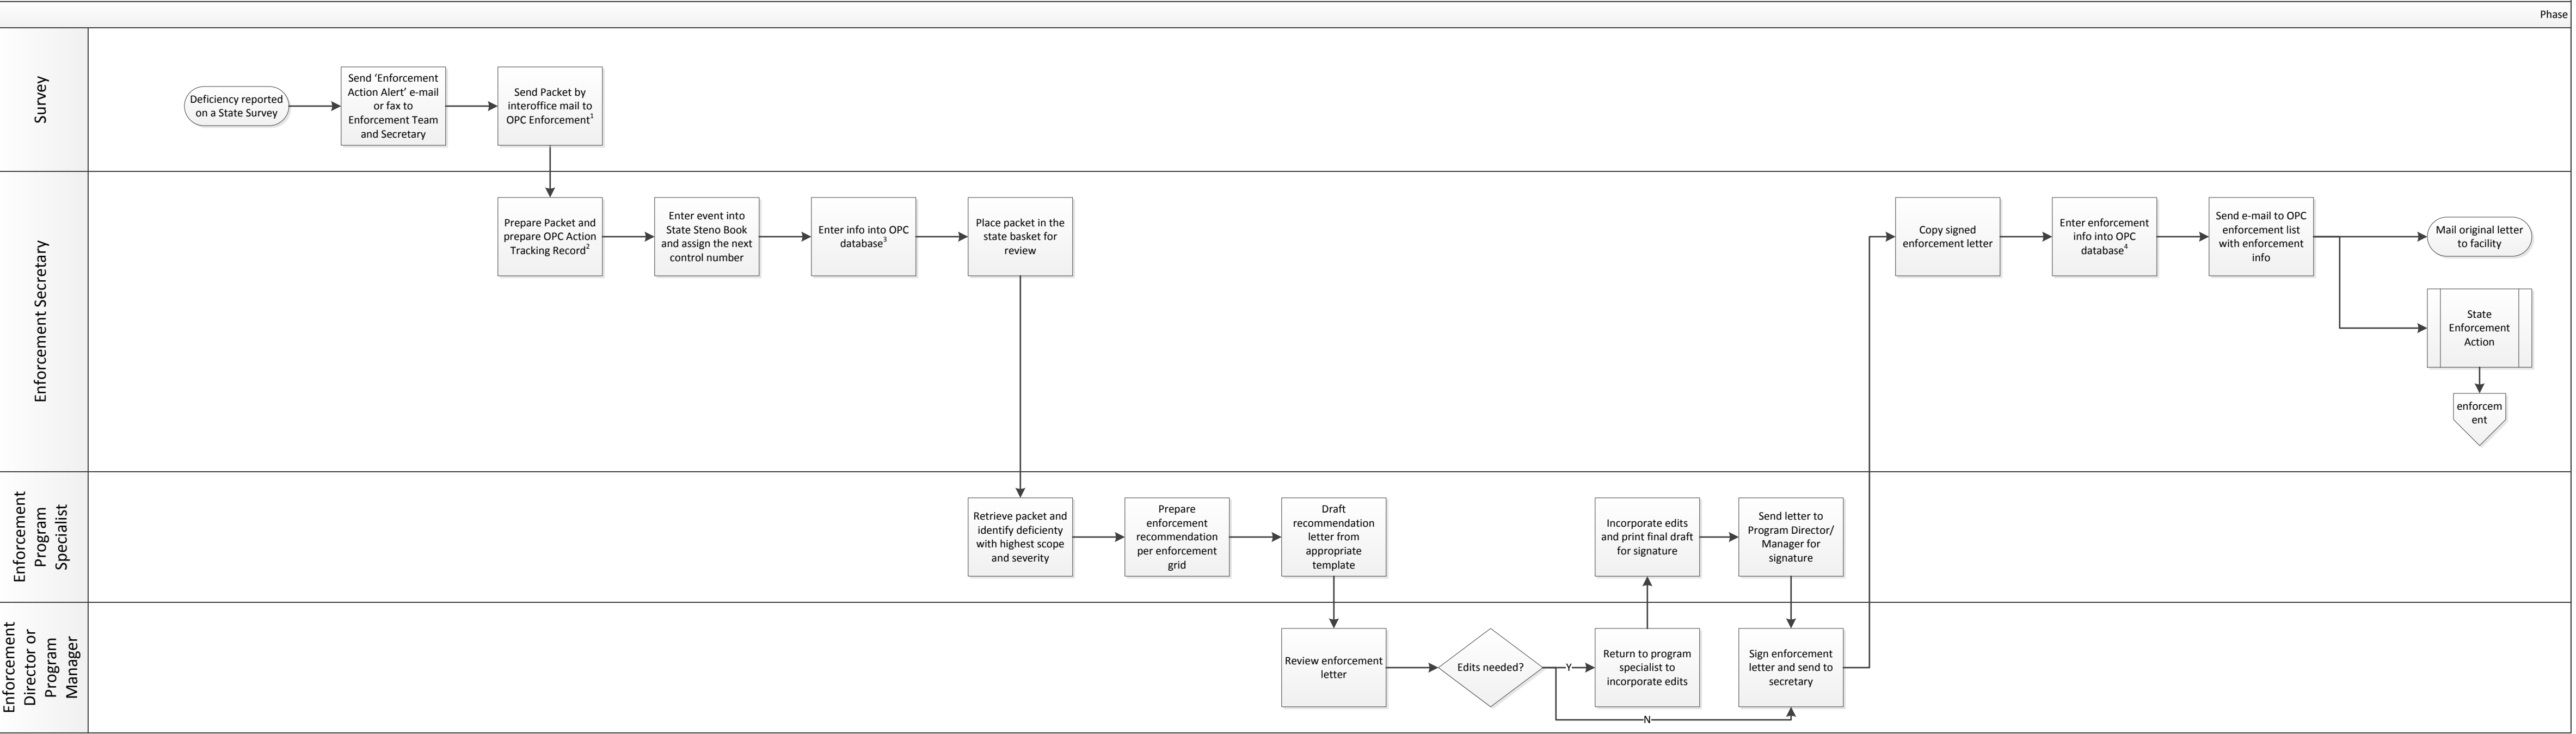 Phase
Survey
Deficiency reported
on a State Survey
Send ‘Enforcement
Action Alert’ e-mail
or fax to
Enforcement Team
and Secretary
Send Packet by
interoffice mail to
OPC Enforcement1
Enforcement Secretary
Prepare Packet and
prepare OPC Action
Tracking Record2
Enter event into
State Steno Book
and assign the next
control number
Enter info into OPC
database3
Place packet in the
state basket for
review
Copy signed
enforcement letter
Enter enforcement
info into OPC
database4
Send e-mail to OPC
enforcement list
with enforcement
info
Mail original letter
to facility
State
Enforcement
Action
enforcem
ent
Enforcement
Program
Specialist
Retrieve packet and
identify deficienty
with highest scope
and severity
Prepare
enforcement
recommendation
per enforcement
grid
Draft
recommendation
letter from
appropriate
template
Incorporate edits
and print final draft
for signature
Send letter to
Program Director/
Manager for
signature
Enforcement
Director or
Program
Manager
Review enforcement
letter
Edits needed?
Y
N
Return to program
specialist to
incorporate edits
Sign enforcement
letter and send to
secretary